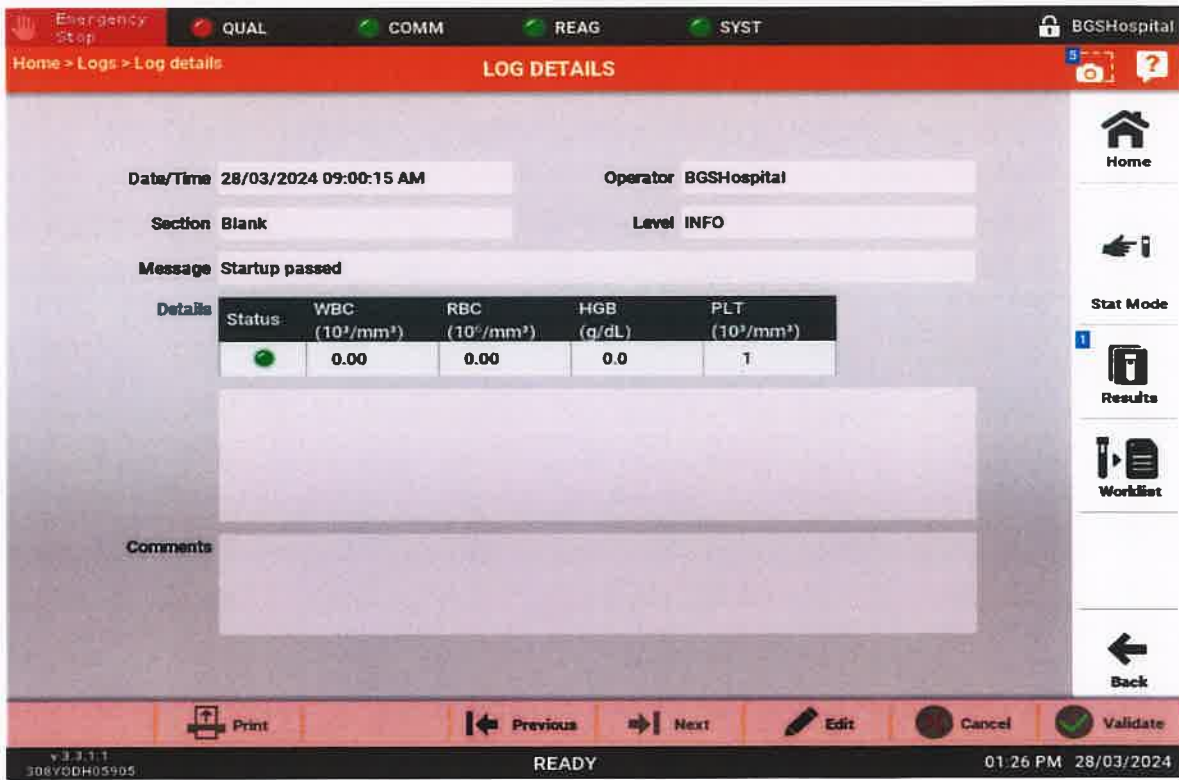 Emergency Stop QUAL COMM REAG SYST BGSHospital
Home > Logs > Log details LOG DETAILS 5 ?
Home
Date/Time 28/03/2024 09:00:15 AM Operator BGSHospital
Section Blank Level INFO
Message Startup passed
Stat Mode
Details Status WBC (10³/mm³) RBC (10⁶/mm³) HGB (g/dL) PLT (10³/mm³)
0.00 0.00 0.0 1
1
Results
Worklist
Comments
Back
Print Previous Next Edit Cancel Validate
v 3.3.1.1
308YODH05905 READY 01:26 PM 28/03/2024